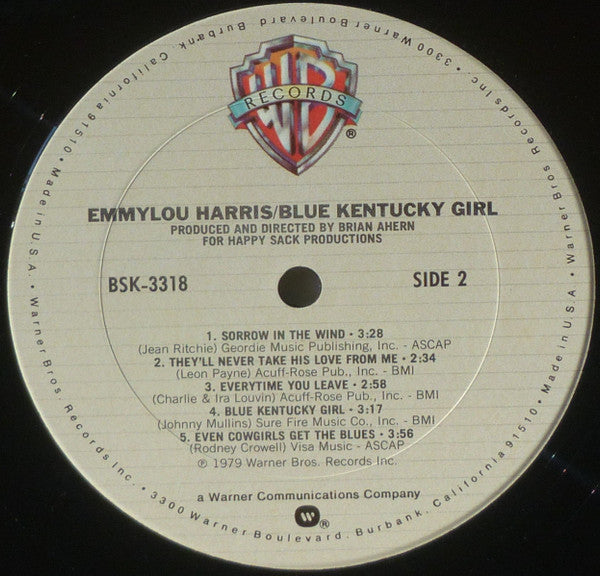 WB
RECORDS
®
EMMYLOU HARRIS/BLUE KENTUCKY GIRL
PRODUCED AND DIRECTED BY BRIAN AHERN
FOR HAPPY SACK PRODUCTIONS
BSK-3318
SIDE 2
1. SORROW IN THE WIND • 3:28
(Jean Ritchie) Geordie Music Publishing, Inc. - ASCAP
2. THEY'LL NEVER TAKE HIS LOVE FROM ME • 2:34
(Leon Payne) Acuff-Rose Pub., Inc. - BMI
3. EVERYTIME YOU LEAVE • 2:58
(Charlie & Ira Louvin) Acuff-Rose Pub., Inc. - BMI
4. BLUE KENTUCKY GIRL • 3:17
(Johnny Mullins) Sure Fire Music Co., Inc. - BMI
5. EVEN COWGIRLS GET THE BLUES • 3:56
(Rodney Crowell) Visa Music - ASCAP
℗ 1979 Warner Bros. Records Inc.
a Warner Communications Company
W ®
3300 Warner Boulevard, Burbank, California 91510 • Made in U.S.A. • Warner Bros. Records Inc. • 3300 Warner Boulevard, Burbank, California 91510 • Made in U.S.A. • Warner Bros. Records Inc. •